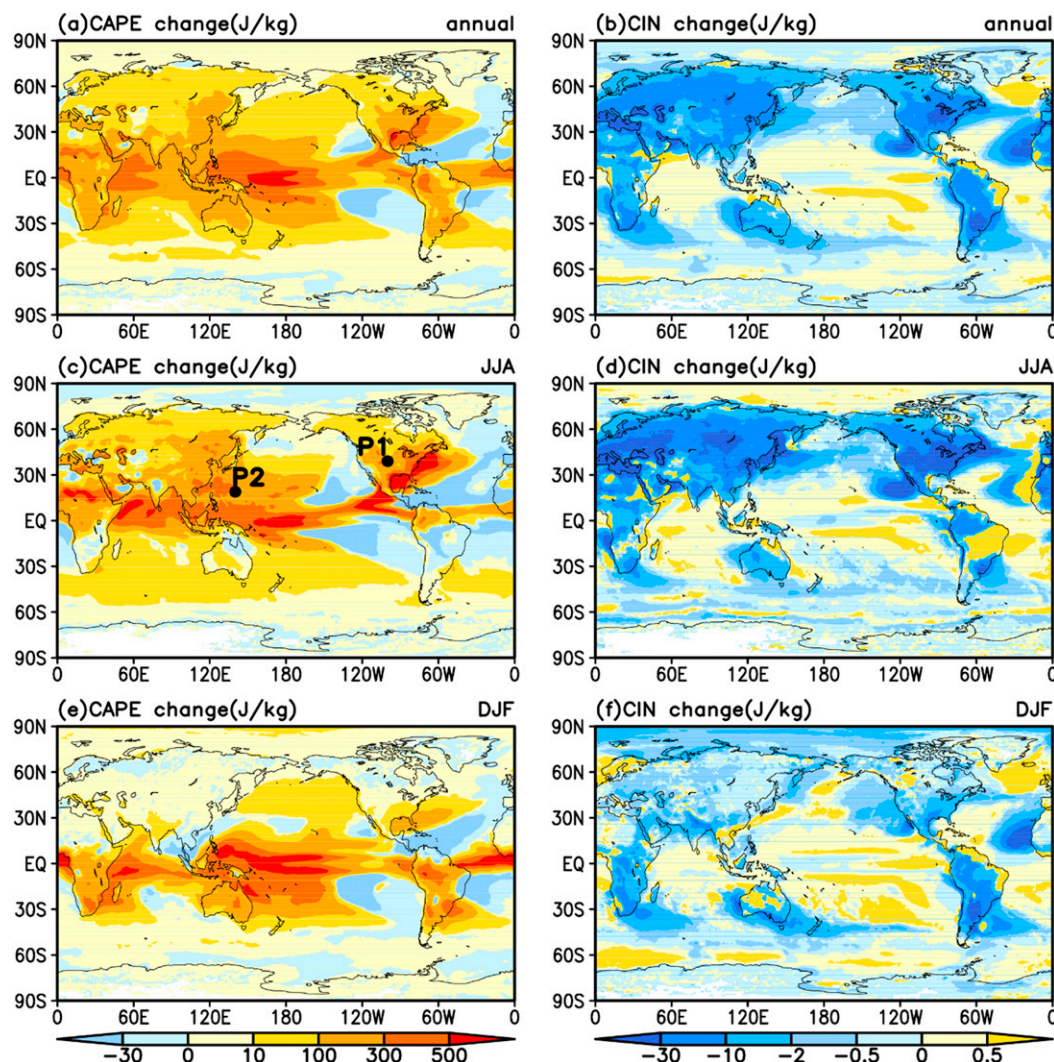 (a)CAPE change(J/kg) annual
(b)CIN change(J/kg) annual
90N
60N
30N
EQ
30S
60S
90S
0 60E 120E 180 120W 60W 0
90N
60N
30N
EQ
30S
60S
90S
0 60E 120E 180 120W 60W 0
(c)CAPE change(J/kg) JJA
(d)CIN change(J/kg) JJA
90N
60N
30N
EQ
30S
60S
90S
P1
P2
0 60E 120E 180 120W 60W 0
90N
60N
30N
EQ
30S
60S
90S
0 60E 120E 180 120W 60W 0
(e)CAPE change(J/kg) DJF
(f)CIN change(J/kg) DJF
90N
60N
30N
EQ
30S
60S
90S
0 60E 120E 180 120W 60W 0
90N
60N
30N
EQ
30S
60S
90S
0 60E 120E 180 120W 60W 0
-30 0 10 100 300 500
-30 -10 -2 -0.5 0 0.5